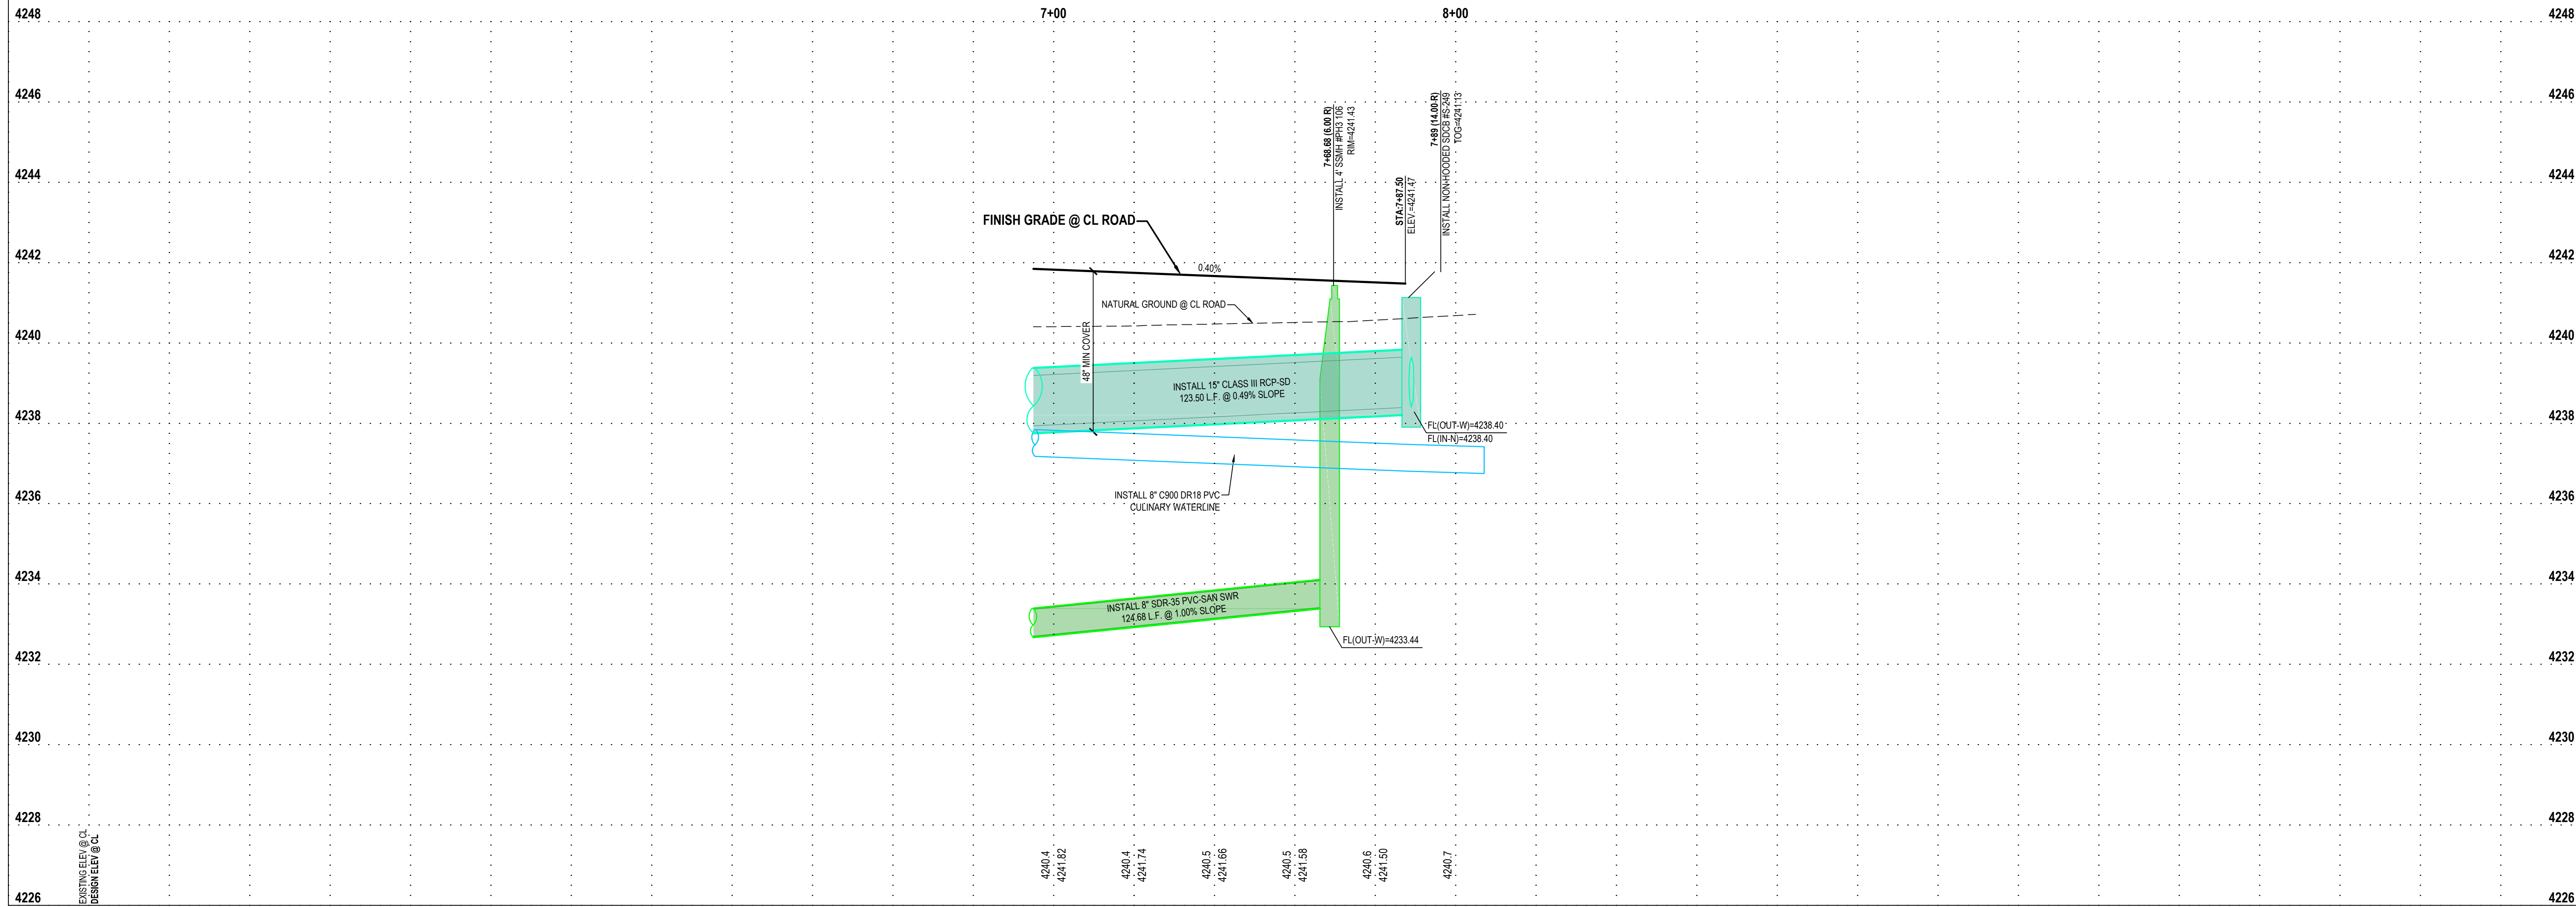 7+00
8+00
4248
4248
4246
4246
4244
4244
4242
4242
4240
4240
4238
4238
4236
4236
4234
4234
4232
4232
4230
4230
4228
4228
4226
4226
7+68.68 (6.00 R)
INSTALL 4' SSMH #PH3 106
RIM=4241.43
7+89 (14.00 R)
INSTALL NON-HOODED SDCB #S-249
TOG=4241.13
STA:7+87.50
ELEV.=4241.47
FINISH GRADE @ CL ROAD
0.40%
NATURAL GROUND @ CL ROAD
48" MIN COVER
INSTALL 15" CLASS III RCP-SD
123.50 L.F. @ 0.49% SLOPE
FL(OUT-W)=4238.40
FL(IN-N)=4238.40
INSTALL 8" C900 DR18 PVC
CULINARY WATERLINE
INSTALL 8" SDR-35 PVC-SAN SWR
124.68 L.F. @ 1.00% SLOPE
FL(OUT-W)=4233.44
EXISTING ELEV @ CL
DESIGN ELEV @ CL
4240.4
4241.82
4240.4
4241.74
4240.5
4241.66
4240.5
4241.58
4240.6
4241.50
4240.7